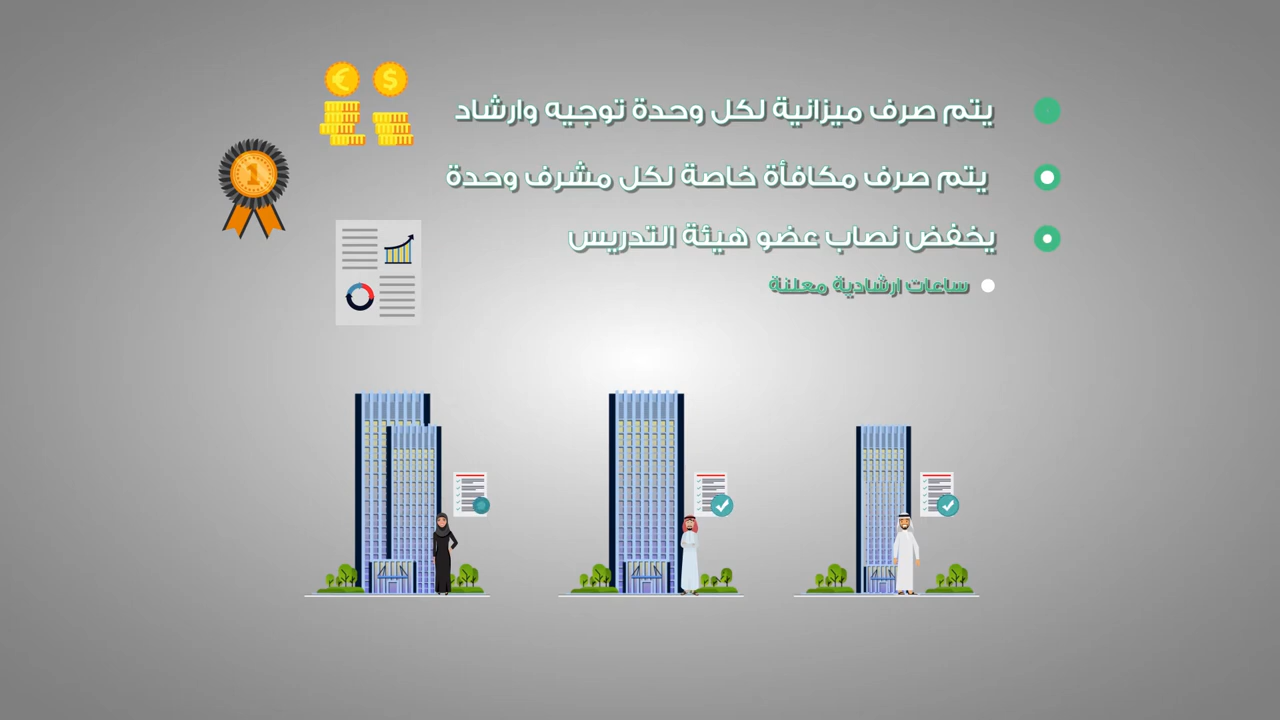 يتم صرف ميزانية لكل وحدة توجيه وارشاد
يتم صرف مكافأة خاصة لكل مشرف وحدة
يخفض نصاب عضو هيئة التدريس
ساعات ارشادية معلنة
€ $
1